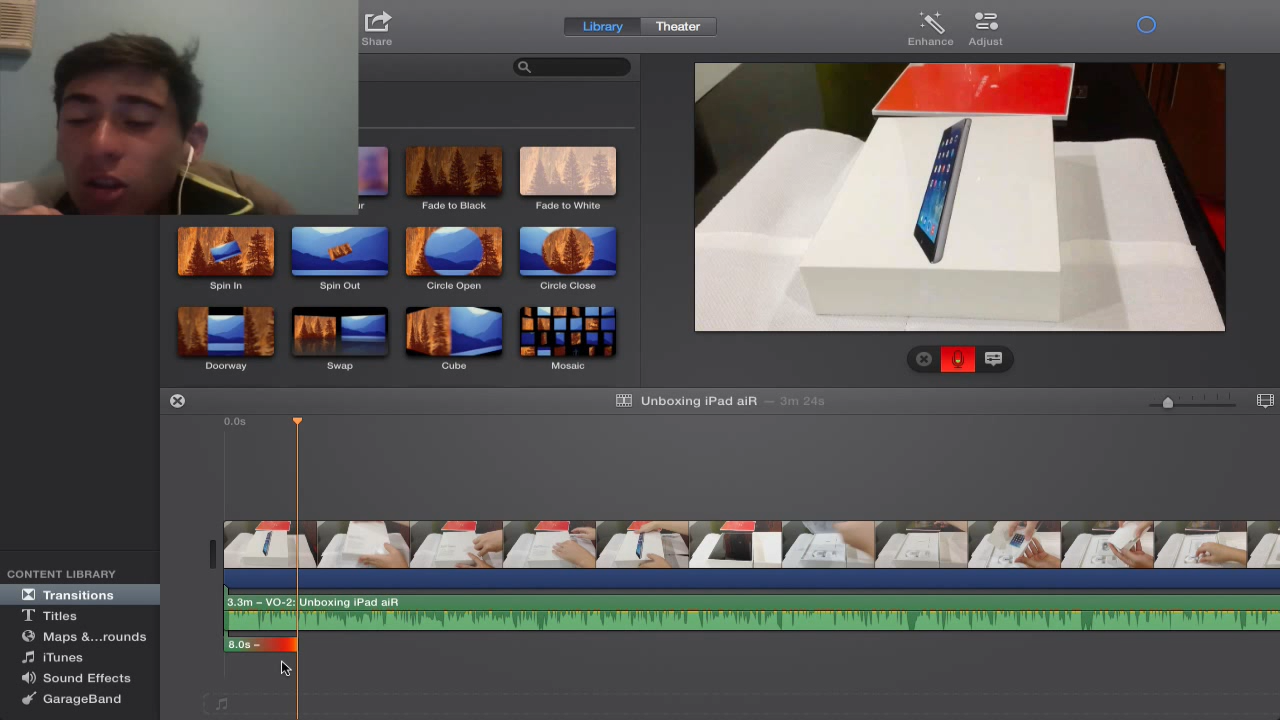 Share
Library
Theater
Enhance
Adjust
Fade to Black
Fade to White
Spin In
Spin Out
Circle Open
Circle Close
Doorway
Swap
Cube
Mosaic
Unboxing iPad aiR — 3m 24s
0.0s
3.3m – VO-2: Unboxing iPad aiR
8.0s –
CONTENT LIBRARY
Transitions
Titles
Maps &...rounds
iTunes
Sound Effects
GarageBand